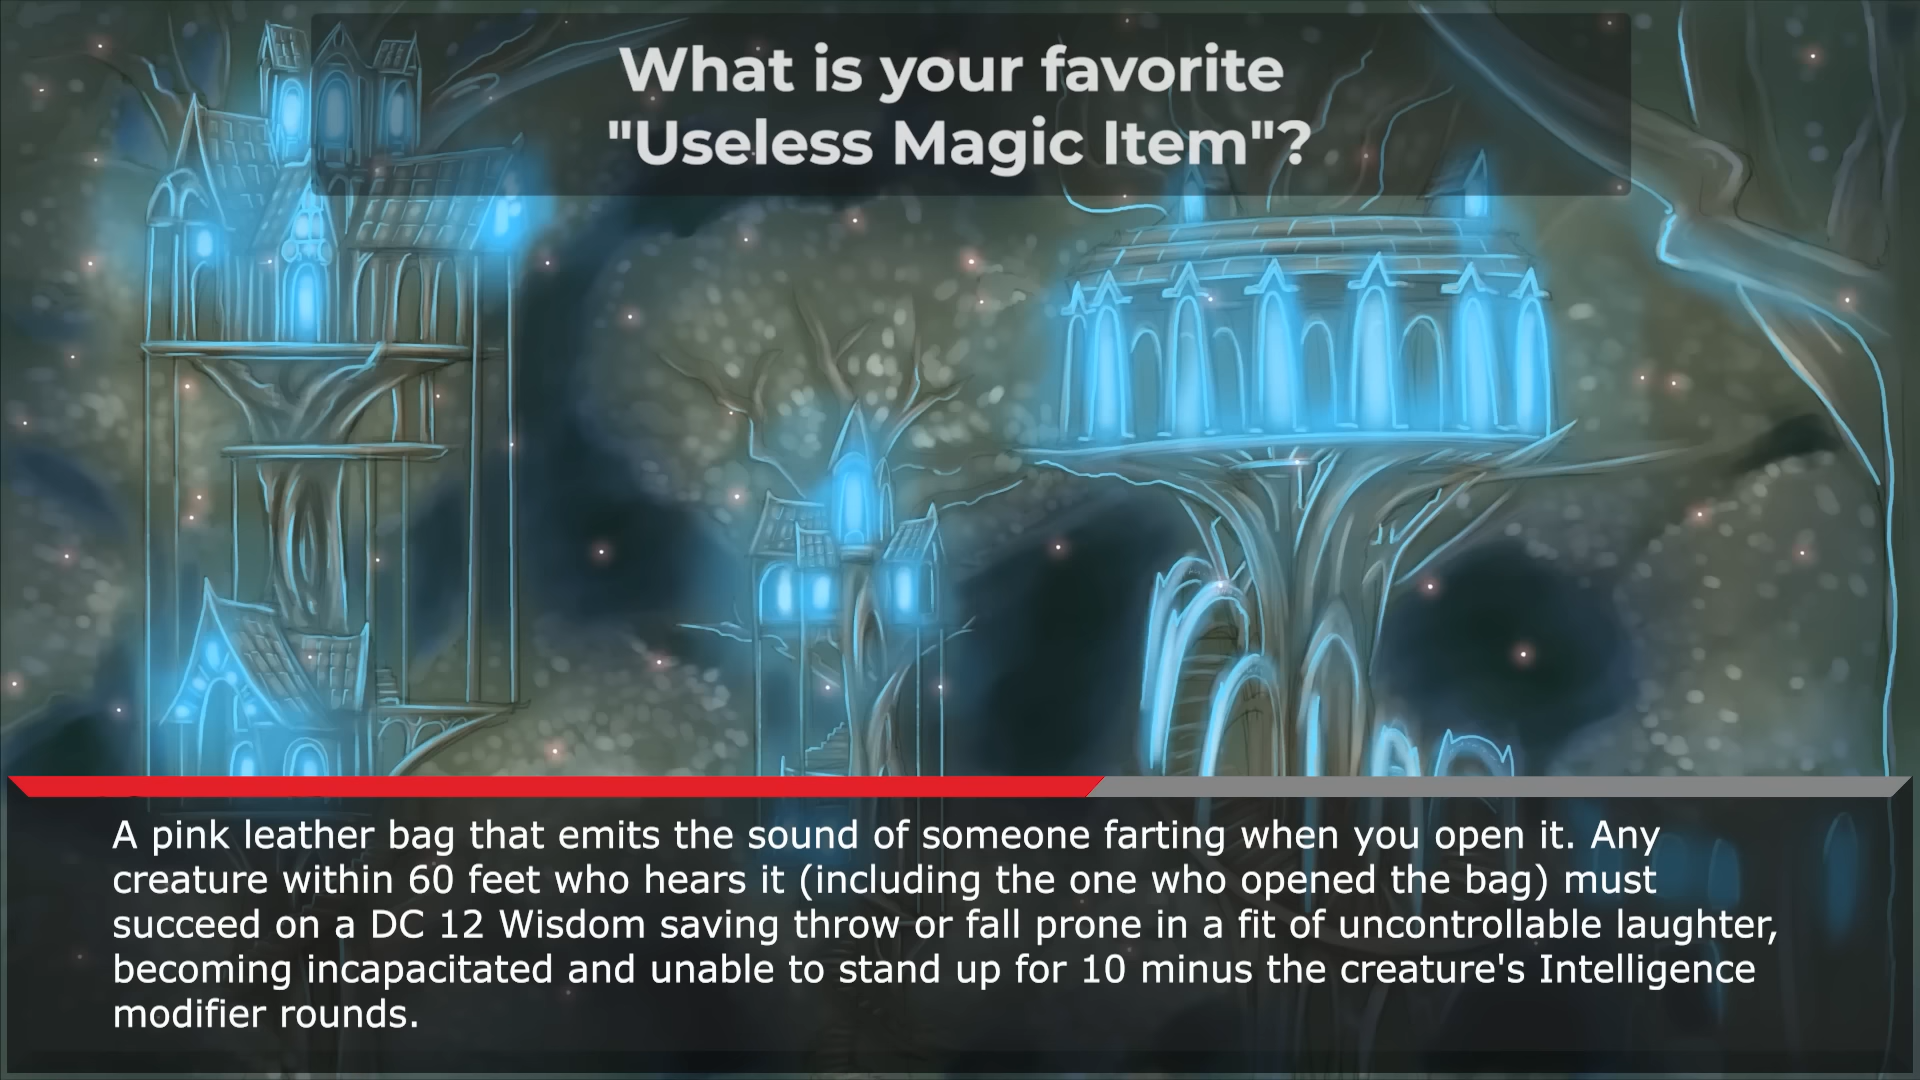 What is your favorite
"Useless Magic Item"?
A pink leather bag that emits the sound of someone farting when you open it. Any
creature within 60 feet who hears it (including the one who opened the bag) must
succeed on a DC 12 Wisdom saving throw or fall prone in a fit of uncontrollable laughter,
becoming incapacitated and unable to stand up for 10 minus the creature's Intelligence
modifier rounds.